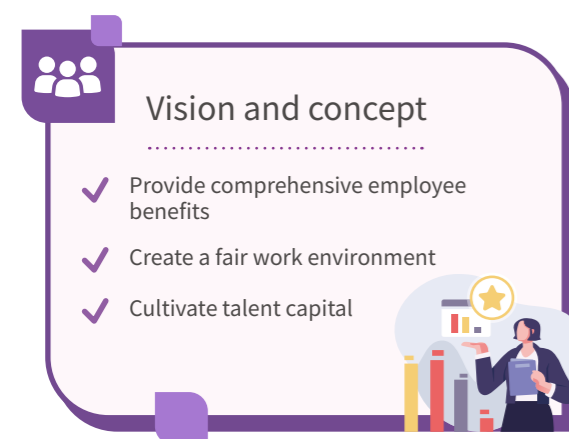 Vision and concept
Provide comprehensive employee
benefits
Create a fair work environment
Cultivate talent capital